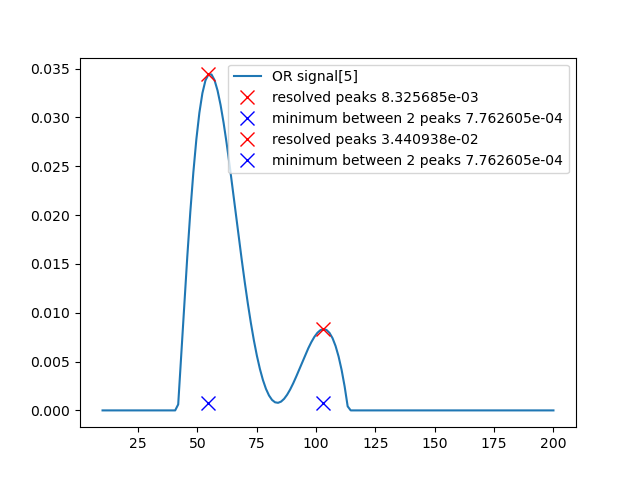 OR signal[5]
resolved peaks 8.325685e-03
minimum between 2 peaks 7.762605e-04
resolved peaks 3.440938e-02
minimum between 2 peaks 7.762605e-04
0.035
0.030
0.025
0.020
0.015
0.010
0.005
0.000
25 50 75 100 125 150 175 200